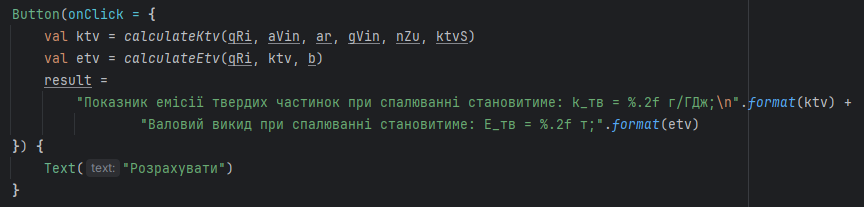 Button(onClick = {
    val ktv = calculateKtv(qRi, aVin, ar, gVin, nZu, ktvS)
    val etv = calculateEtv(qRi, ktv, b)
    result =
        "Показник емісії твердих частинок при спалюванні становитиме: k_тв = %.2f г/ГДж;\n".format(ktv) +
                "Валовий викид при спалюванні становитиме: E_тв = %.2f т;".format(etv)
}) {
    Text(text: "Розрахувати")
}